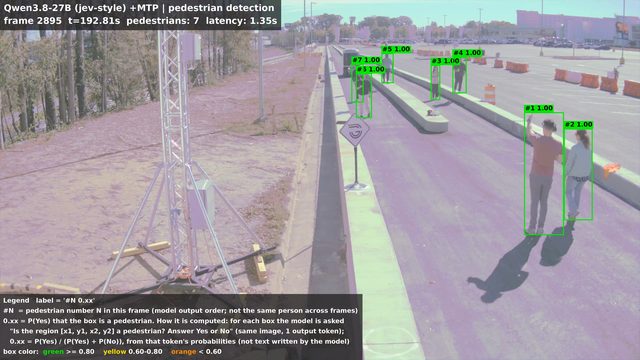 Qwen3.8-27B (jev-style) +MTP | pedestrian detection
frame 2895  t=192.81s  pedestrians: 7  latency: 1.35s
#5 1.00
#4 1.00
#7 1.00
#3 1.00
#8 1.00
#1 1.00
#2 1.00
Legend   label = '#N 0.xx'
#N  = pedestrian number N in this frame (model output order; not the same person across frames)
0.xx = P(Yes) that the box is a pedestrian. How it is computed: for each box the model is asked
"Is the region [x1, y1, x2, y2] a pedestrian? Answer Yes or No" (same image, 1 output token);
0.xx = P(Yes) / (P(Yes) + P(No)), from that token's probabilities (not text written by the model)
box color:  green >= 0.80   yellow 0.60-0.80   orange < 0.60